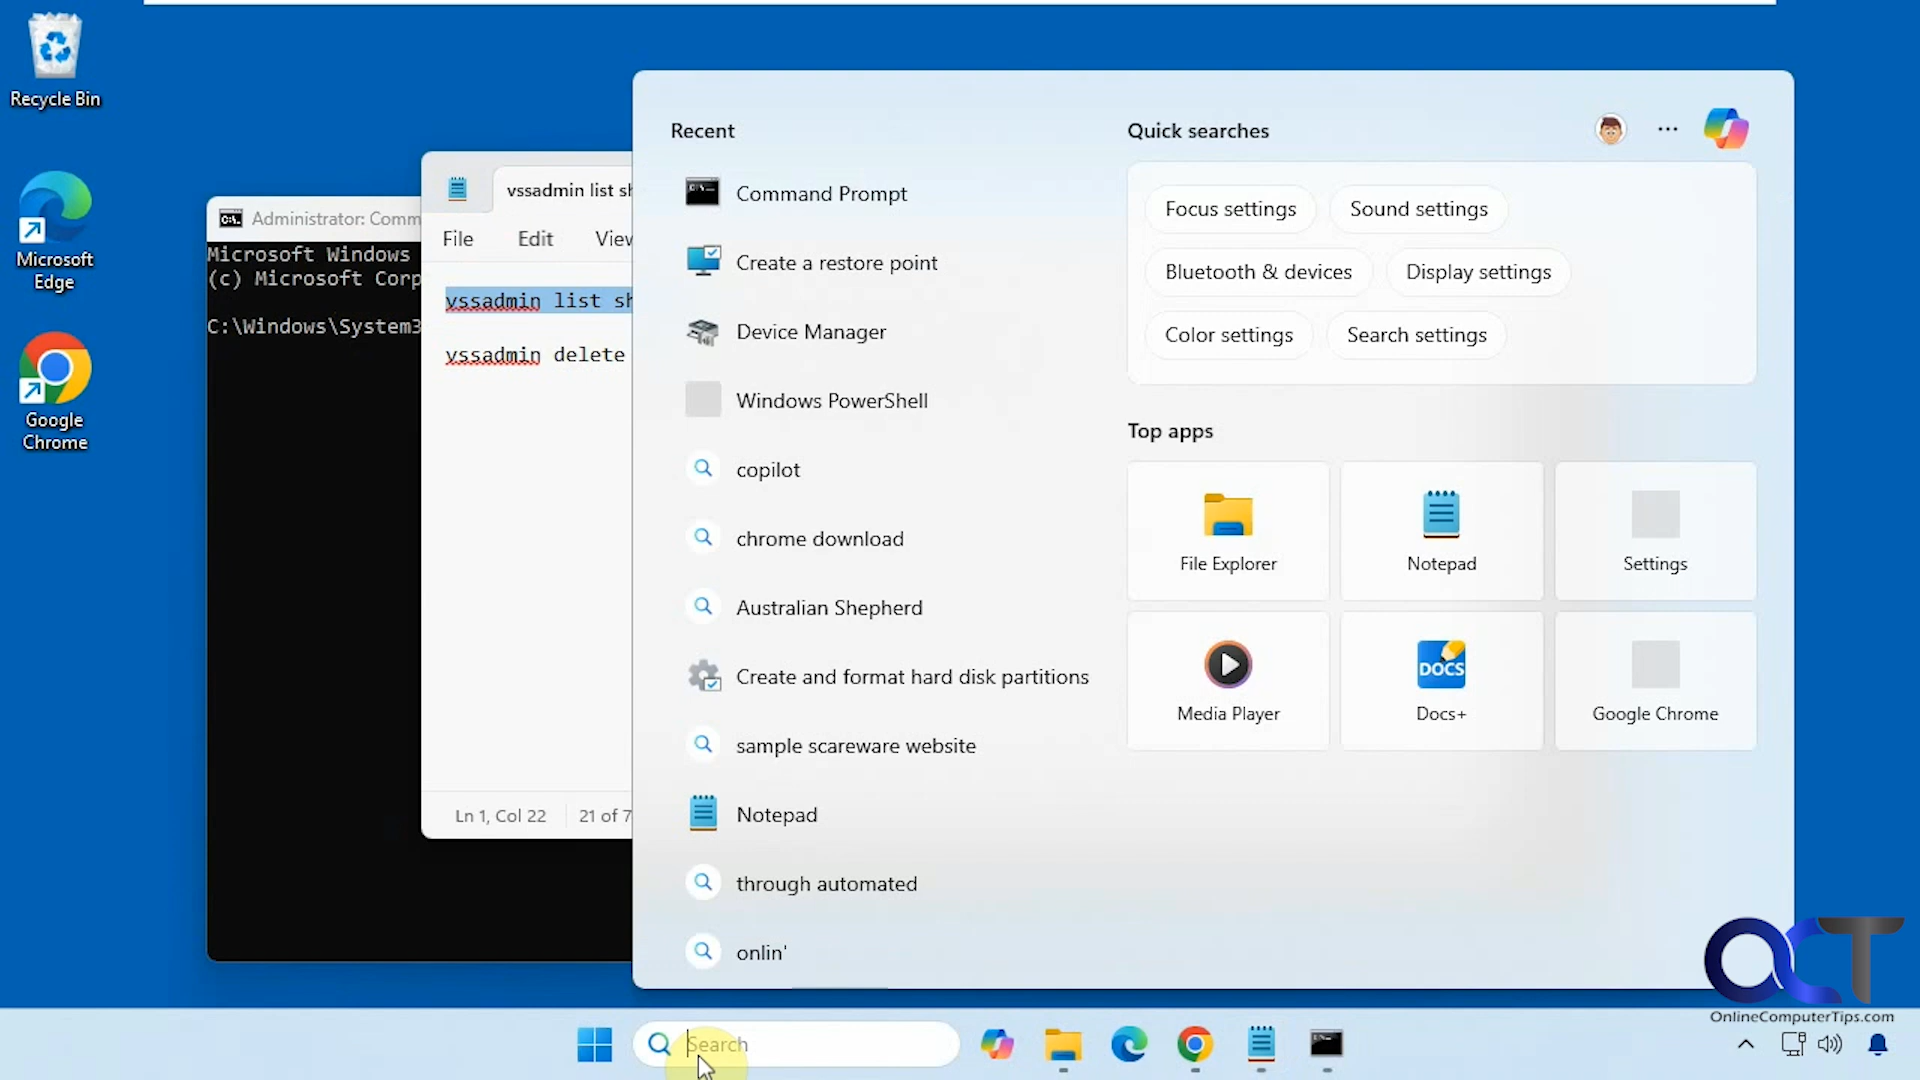 Recycle Bin
Microsoft
Edge
Google
Chrome
Administrator: Comm
Microsoft Windows
(c) Microsoft Corp
C:\Windows\System3
vssadmin list sh
File Edit View
vssadmin list sh
vssadmin delete
Ln 1, Col 22 21 of 7
Recent
Command Prompt
Create a restore point
Device Manager
Windows PowerShell
copilot
chrome download
Australian Shepherd
Create and format hard disk partitions
sample scareware website
Notepad
through automated
onlin'
Quick searches
Focus settings
Sound settings
Bluetooth & devices
Display settings
Color settings
Search settings
Top apps
File Explorer
Notepad
Settings
Media Player
DOCS
Docs+
Google Chrome
Search
OCT
OnlineComputerTips.com